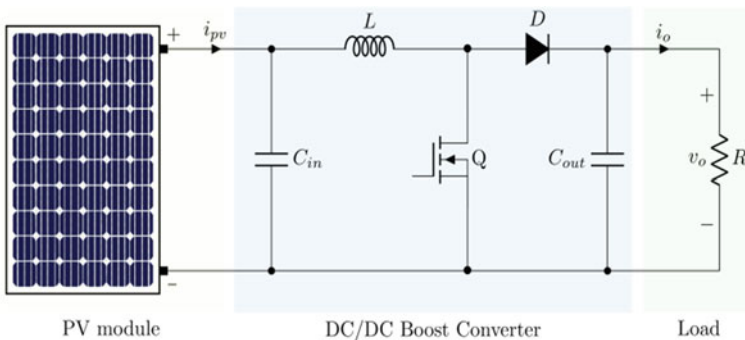 +
i_pv
L
D
i_o
+
C_in
Q
C_out
v_o
R
−
−
PV module
DC/DC Boost Converter
Load